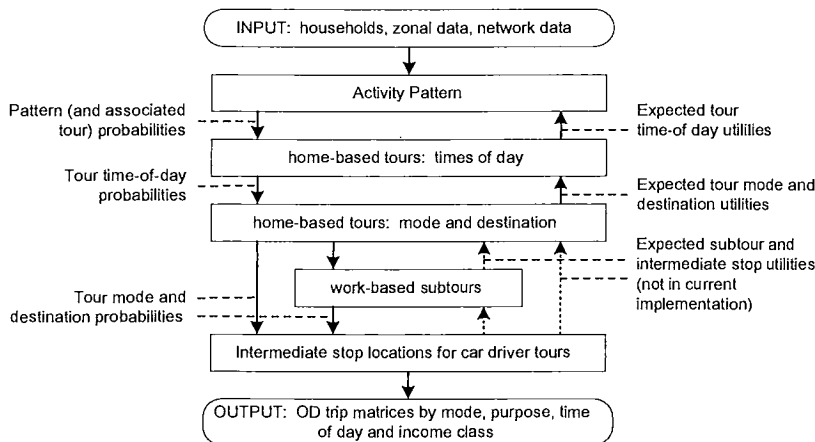 INPUT: households, zonal data, network data
Activity Pattern
Pattern (and associated
tour) probabilities
Expected tour
time-of day utilities
home-based tours: times of day
Tour time-of-day
probabilities
Expected tour mode and
destination utilities
home-based tours: mode and destination
Expected subtour and
intermediate stop utilities
(not in current
implementation)
work-based subtours
Tour mode and
destination probabilities
Intermediate stop locations for car driver tours
OUTPUT: OD trip matrices by mode, purpose, time
of day and income class